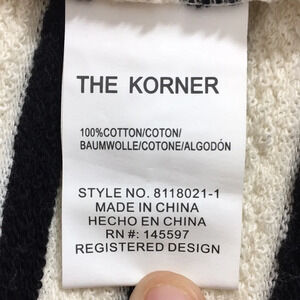 THE KORNER
100%COTTON/COTON/
BAUMWOLLE/COTONE/ALGODÓN
STYLE NO. 8118021-1
MADE IN CHINA
HECHO EN CHINA
RN #: 145597
REGISTERED DESIGN